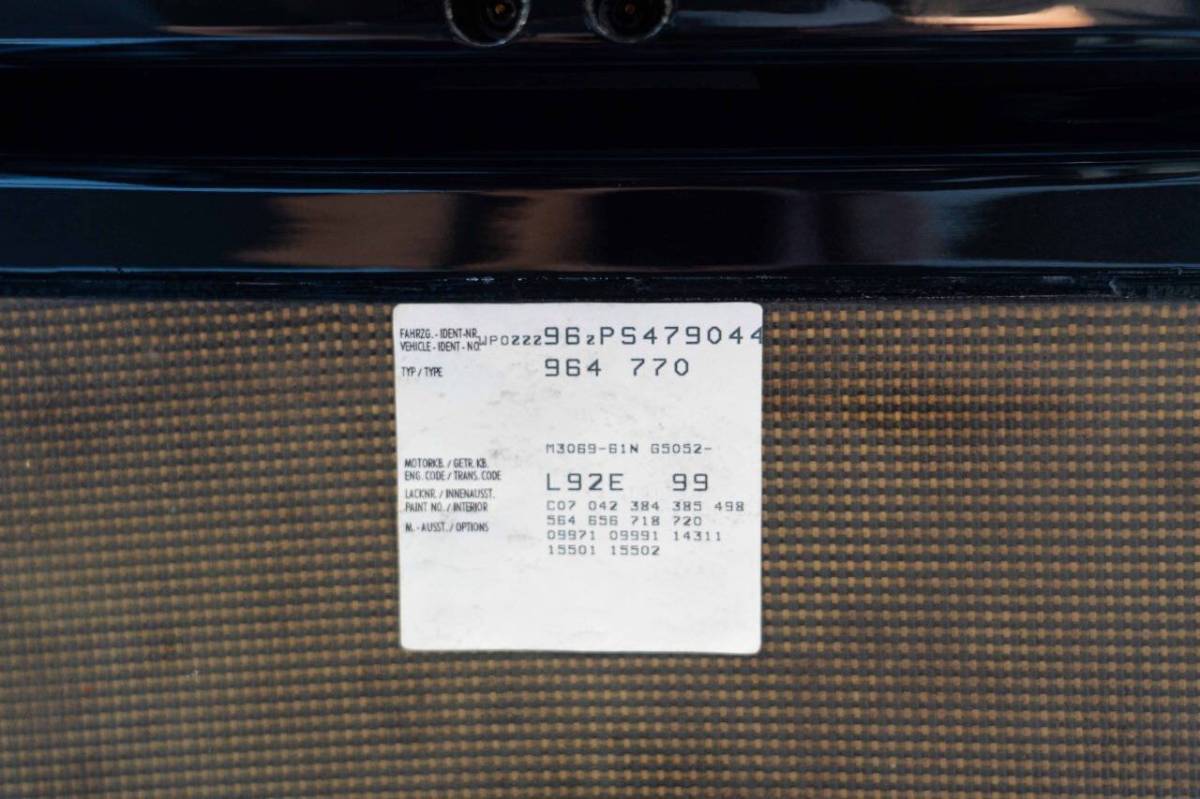 FAHRZG.-IDENT-NR.
VEHICLE-IDENT-NO. WP0ZZZ96zPS479044
TYP/TYPE 964 770
M3069-61N G5052-
MOTORKB./GETR.KB.
ENG.CODE/TRANS.CODE L92E 99
LACKNR./INNENAUSST.
PAINT NO./INTERIOR C07 042 384 385 498
M.-AUSST./OPTIONS 564 656 718 720
09971 09991 14311
15501 15502